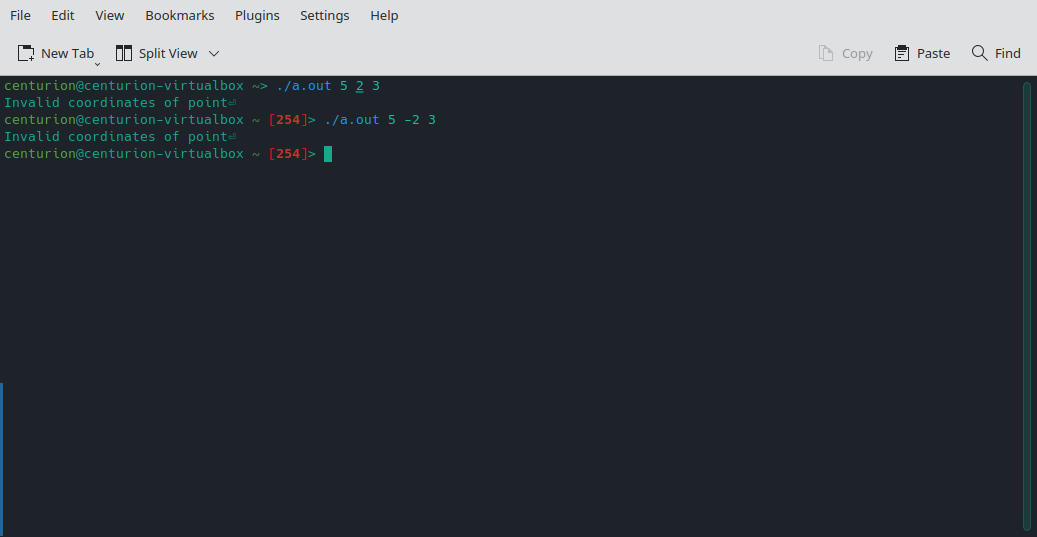 File Edit View Bookmarks Plugins Settings Help
New Tab Split View Copy Paste Find
centurion@centurion-virtualbox ~> ./a.out 5 2 3
Invalid coordinates of point⏎
centurion@centurion-virtualbox ~ [254]> ./a.out 5 -2 3
Invalid coordinates of point⏎
centurion@centurion-virtualbox ~ [254]>